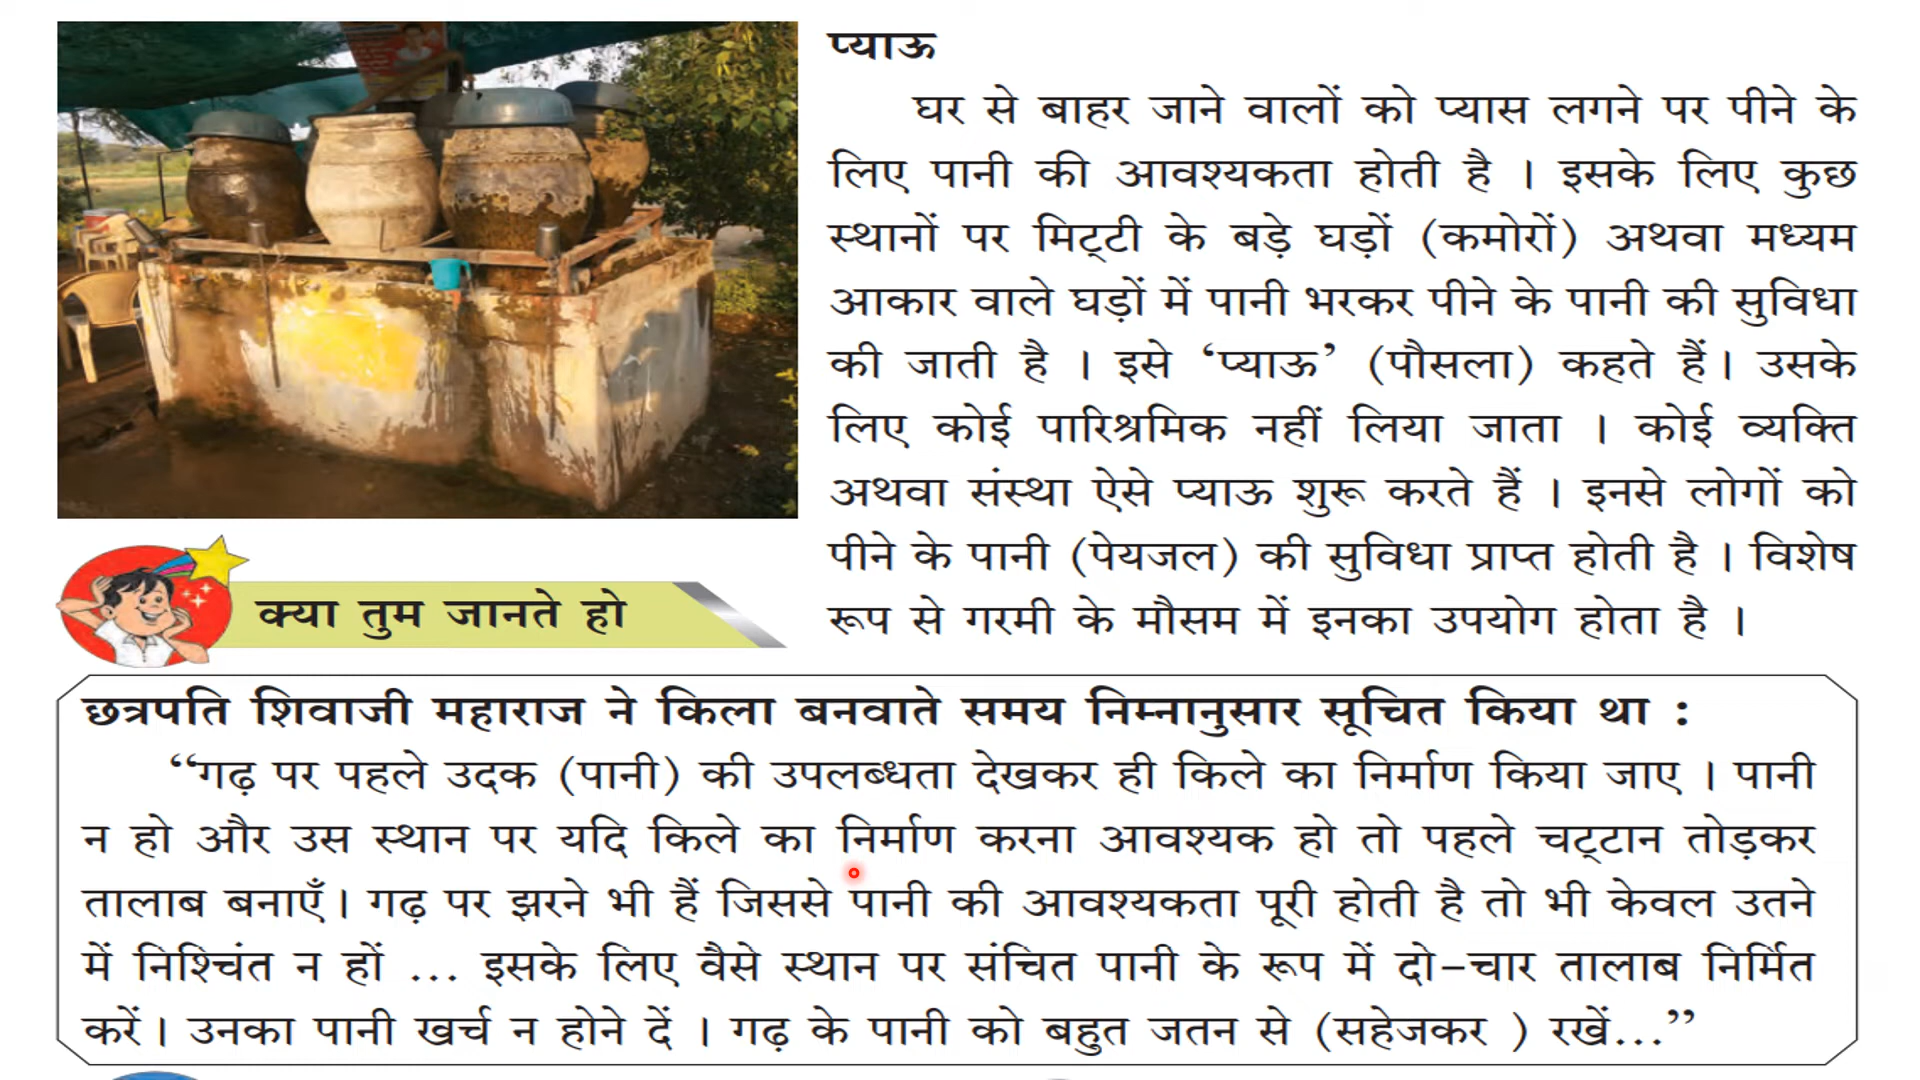 प्याऊ
घर से बाहर जाने वालों को प्यास लगने पर पीने के
लिए पानी की आवश्यकता होती है । इसके लिए कुछ
स्थानों पर मिट्टी के बड़े घड़ों (कमोरों) अथवा मध्यम
आकार वाले घड़ों में पानी भरकर पीने के पानी की सुविधा
की जाती है । इसे ‘प्याऊ’ (पौसला) कहते हैं। उसके
लिए कोई पारिश्रमिक नहीं लिया जाता । कोई व्यक्ति
अथवा संस्था ऐसे प्याऊ शुरू करते हैं । इनसे लोगों को
पीने के पानी (पेयजल) की सुविधा प्राप्त होती है । विशेष
रूप से गरमी के मौसम में इनका उपयोग होता है ।
क्या तुम जानते हो
छत्रपति शिवाजी महाराज ने किला बनवाते समय निम्नानुसार सूचित किया था :
“गढ़ पर पहले उदक (पानी) की उपलब्धता देखकर ही किले का निर्माण किया जाए । पानी
न हो और उस स्थान पर यदि किले का निर्माण करना आवश्यक हो तो पहले चट्टान तोड़कर
तालाब बनाएँ। गढ़ पर झरने भी हैं जिससे पानी की आवश्यकता पूरी होती है तो भी केवल उतने
में निश्चिंत न हों ... इसके लिए वैसे स्थान पर संचित पानी के रूप में दो-चार तालाब निर्मित
करें। उनका पानी खर्च न होने दें । गढ़ के पानी को बहुत जतन से (सहेजकर ) रखें...”